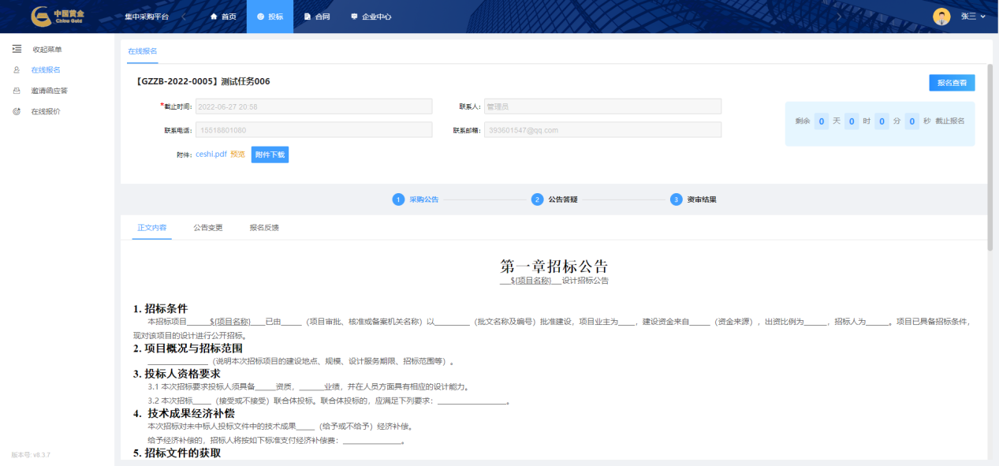 中国黄金
China Gold
集中采购平台 首页 投标 合同 企业中心 张三
收起菜单
在线报名
邀请函应答
在线报价
版本号: v8.3.7
在线报名
【GZZB-2022-0005】测试任务006 报名查看
*截止时间: 2022-06-27 20:58 联系人: 管理员
联系电话: 15518801080 联系邮箱: 393601547@qq.com
附件: ceshi.pdf 预览 附件下载
剩余 0 天 0 时 0 分 0 秒 截止报名
1 采购公告 2 公告答疑 3 资审结果
正文内容 公告变更 报名反馈
第一章招标公告
___${项目名称}___设计招标公告
1. 招标条件
本招标项目______${项目名称}____已由______（项目审批、核准或备案机关名称）以_________（批文名称及编号）批准建设，项目业主为____，建设资金来自_____（资金来源），出资比例为______，招标人为______。项目已具备招标条件，
现对该项目的设计进行公开招标。
2. 项目概况与招标范围
________________（说明本次招标项目的建设地点、规模、设计服务期限、招标范围等）。
3. 投标人资格要求
3.1 本次招标要求投标人须具备_____资质，______业绩，并在人员方面具有相应的设计能力。
3.2 本次招标_____（接受或不接受）联合体投标。联合体投标的，应满足下列要求：__________________。
4. 技术成果经济补偿
本次招标对未中标人投标文件中的技术成果_____（给予或不给予）经济补偿。
给予经济补偿的，招标人将按如下标准支付经济补偿费：_______________。
5. 招标文件的获取